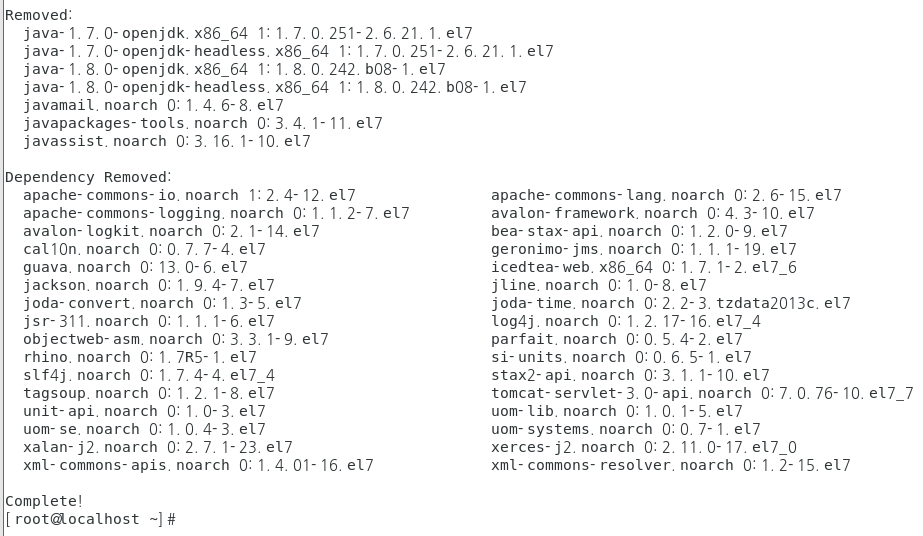 Removed:
  java-1.7.0-openjdk.x86_64 1:1.7.0.251-2.6.21.1.el7
  java-1.7.0-openjdk-headless.x86_64 1:1.7.0.251-2.6.21.1.el7
  java-1.8.0-openjdk.x86_64 1:1.8.0.242.b08-1.el7
  java-1.8.0-openjdk-headless.x86_64 1:1.8.0.242.b08-1.el7
  javamail.noarch 0:1.4.6-8.el7
  javapackages-tools.noarch 0:3.4.1-11.el7
  javassist.noarch 0:3.16.1-10.el7

Dependency Removed:
  apache-commons-io.noarch 1:2.4-12.el7    apache-commons-lang.noarch 0:2.6-15.el7
  apache-commons-logging.noarch 0:1.1.2-7.el7    avalon-framework.noarch 0:4.3-10.el7
  avalon-logkit.noarch 0:2.1-14.el7    bea-stax-api.noarch 0:1.2.0-9.el7
  cal10n.noarch 0:0.7.7-4.el7    geronimo-jms.noarch 0:1.1.1-19.el7
  guava.noarch 0:13.0-6.el7    icedtea-web.x86_64 0:1.7.1-2.el7_6
  jackson.noarch 0:1.9.4-7.el7    jline.noarch 0:1.0-8.el7
  joda-convert.noarch 0:1.3-5.el7    joda-time.noarch 0:2.2-3.tzdata2013c.el7
  jsr-311.noarch 0:1.1.1-6.el7    log4j.noarch 0:1.2.17-16.el7_4
  objectweb-asm.noarch 0:3.3.1-9.el7    parfait.noarch 0:0.5.4-2.el7
  rhino.noarch 0:1.7R5-1.el7    si-units.noarch 0:0.6.5-1.el7
  slf4j.noarch 0:1.7.4-4.el7_4    stax2-api.noarch 0:3.1.1-10.el7
  tagsoup.noarch 0:1.2.1-8.el7    tomcat-servlet-3.0-api.noarch 0:7.0.76-10.el7_7
  unit-api.noarch 0:1.0-3.el7    uom-lib.noarch 0:1.0.1-5.el7
  uom-se.noarch 0:1.0.4-3.el7    uom-systems.noarch 0:0.7-1.el7
  xalan-j2.noarch 0:2.7.1-23.el7    xerces-j2.noarch 0:2.11.0-17.el7_0
  xml-commons-apis.noarch 0:1.4.01-16.el7    xml-commons-resolver.noarch 0:1.2-15.el7

Complete!
[root@localhost ~]#